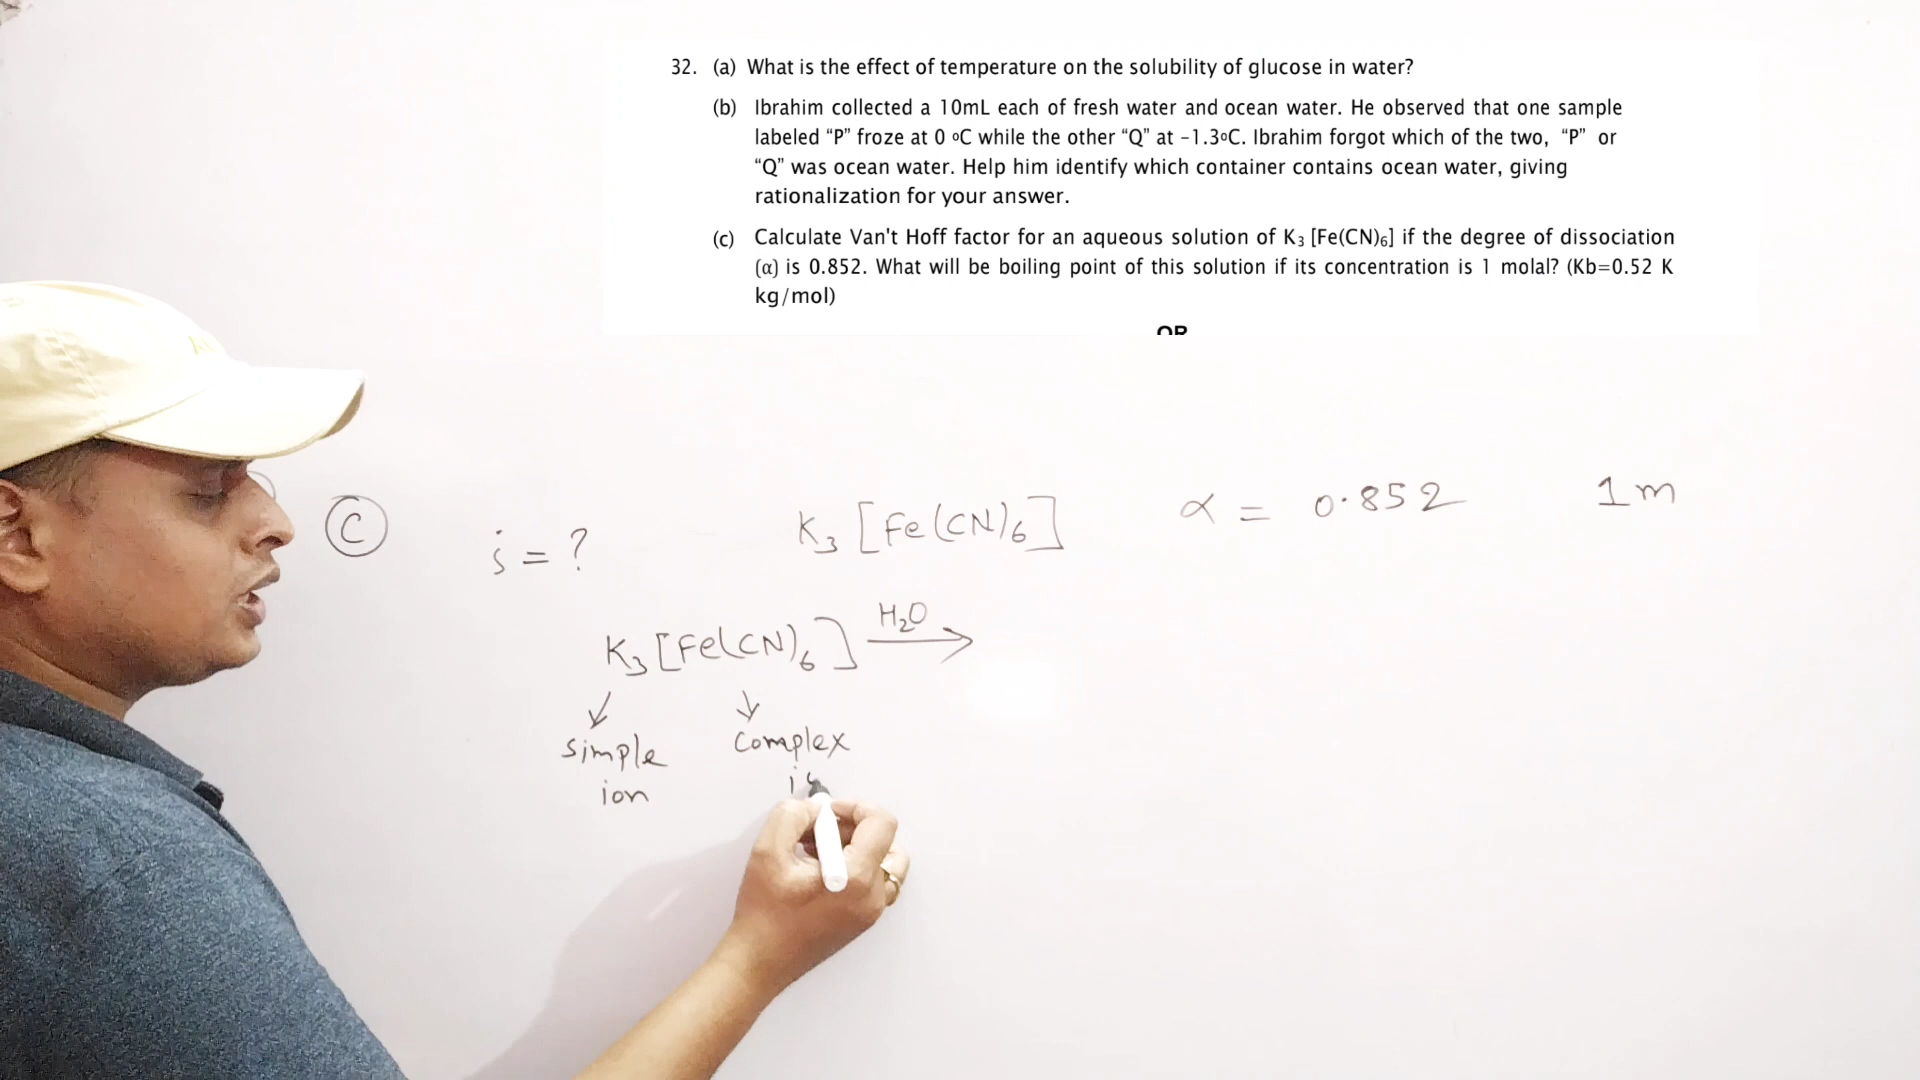 32. (a) What is the effect of temperature on the solubility of glucose in water?
(b) Ibrahim collected a 10mL each of fresh water and ocean water. He observed that one sample
labeled “P” froze at 0 ºC while the other “Q” at −1.3ºC. Ibrahim forgot which of the two, “P” or
“Q” was ocean water. Help him identify which container contains ocean water, giving
rationalization for your answer.
(c) Calculate Van't Hoff factor for an aqueous solution of K₃ [Fe(CN)₆] if the degree of dissociation
(α) is 0.852. What will be boiling point of this solution if its concentration is 1 molal? (Kb=0.52 K
kg/mol)
OR
C i = ? K₃ [Fe(CN)₆] α = 0.852 1 m
K₃[Fe(CN)₆] H₂O →
↓ ↓
simple complex
ion